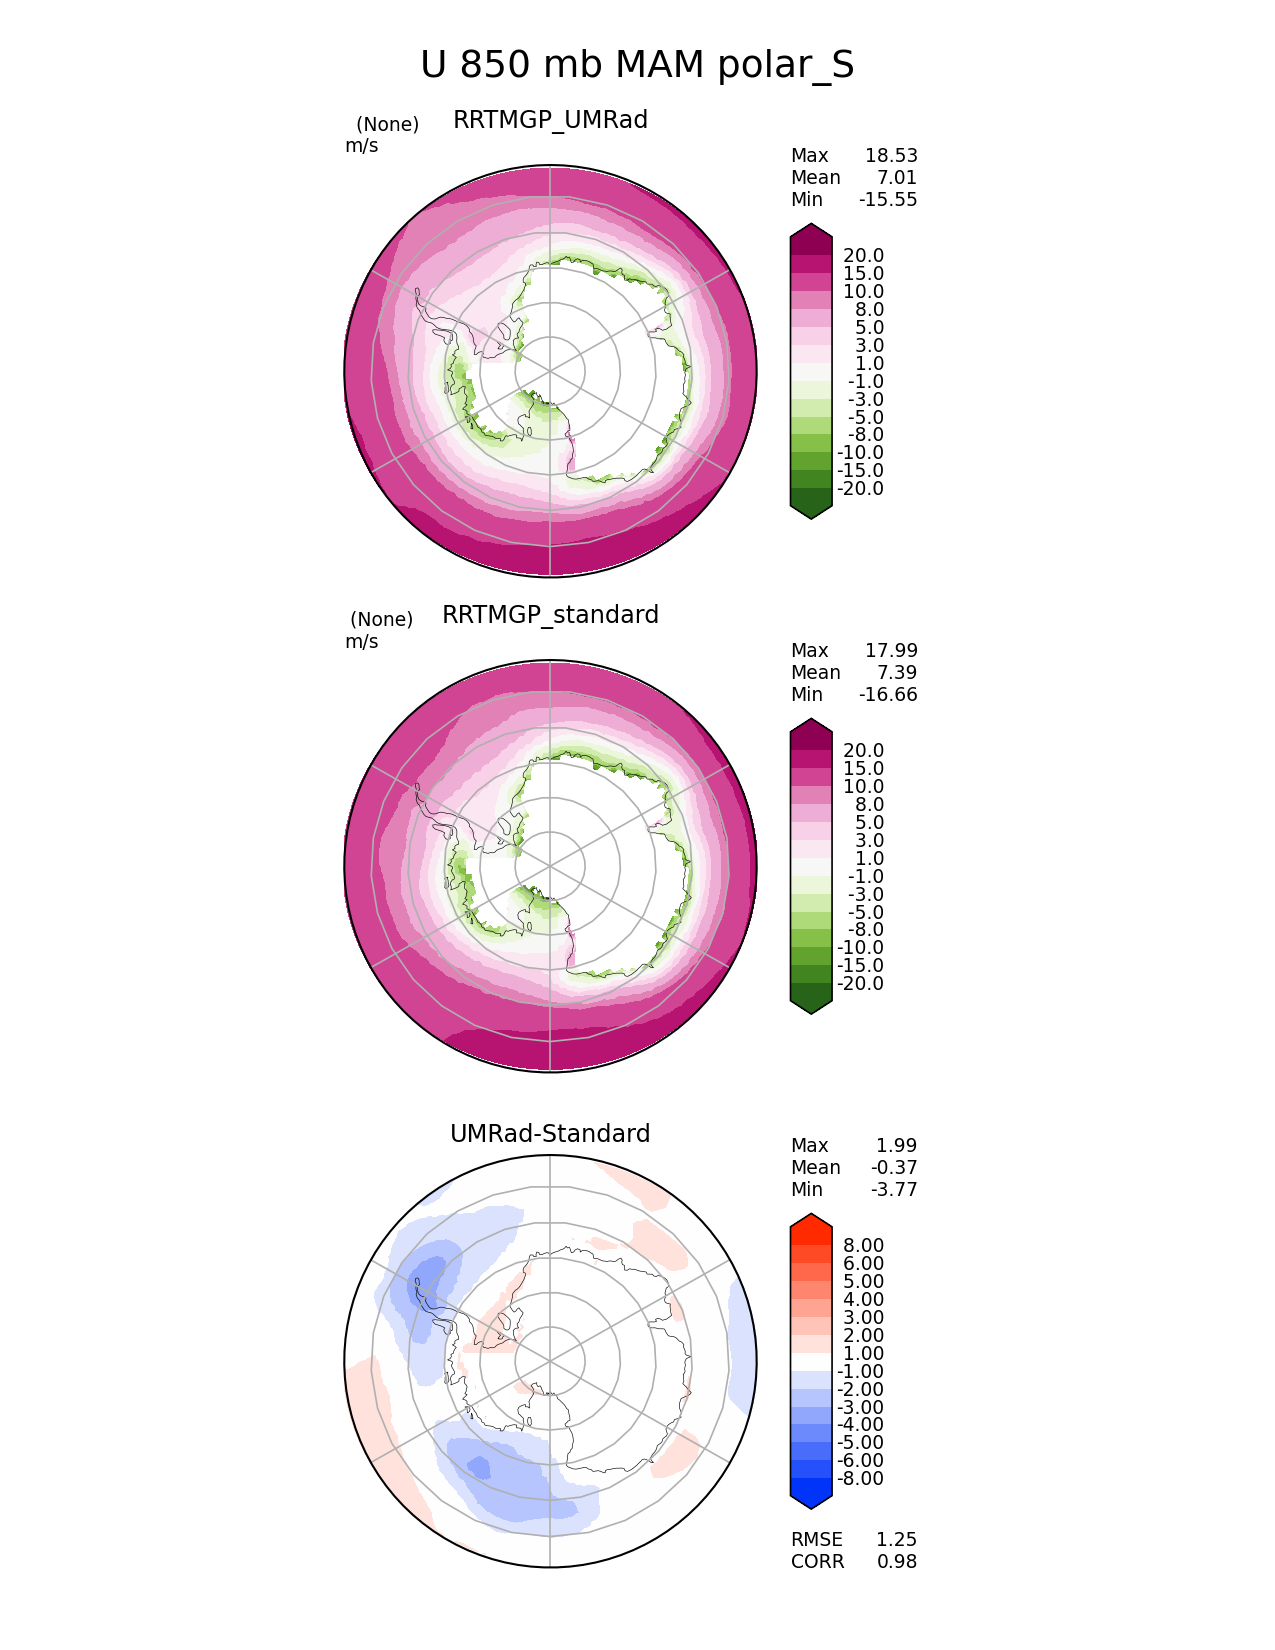 U 850 mb MAM polar_S
(None)
RRTMGP_UMRad
m/s
Max 18.53
Mean 7.01
Min -15.55
20.0
15.0
10.0
8.0
5.0
3.0
1.0
-1.0
-3.0
-5.0
-8.0
-10.0
-15.0
-20.0
(None)
RRTMGP_standard
m/s
Max 17.99
Mean 7.39
Min -16.66
20.0
15.0
10.0
8.0
5.0
3.0
1.0
-1.0
-3.0
-5.0
-8.0
-10.0
-15.0
-20.0
UMRad-Standard
Max 1.99
Mean -0.37
Min -3.77
8.00
6.00
5.00
4.00
3.00
2.00
1.00
-1.00
-2.00
-3.00
-4.00
-5.00
-6.00
-8.00
RMSE 1.25
CORR 0.98